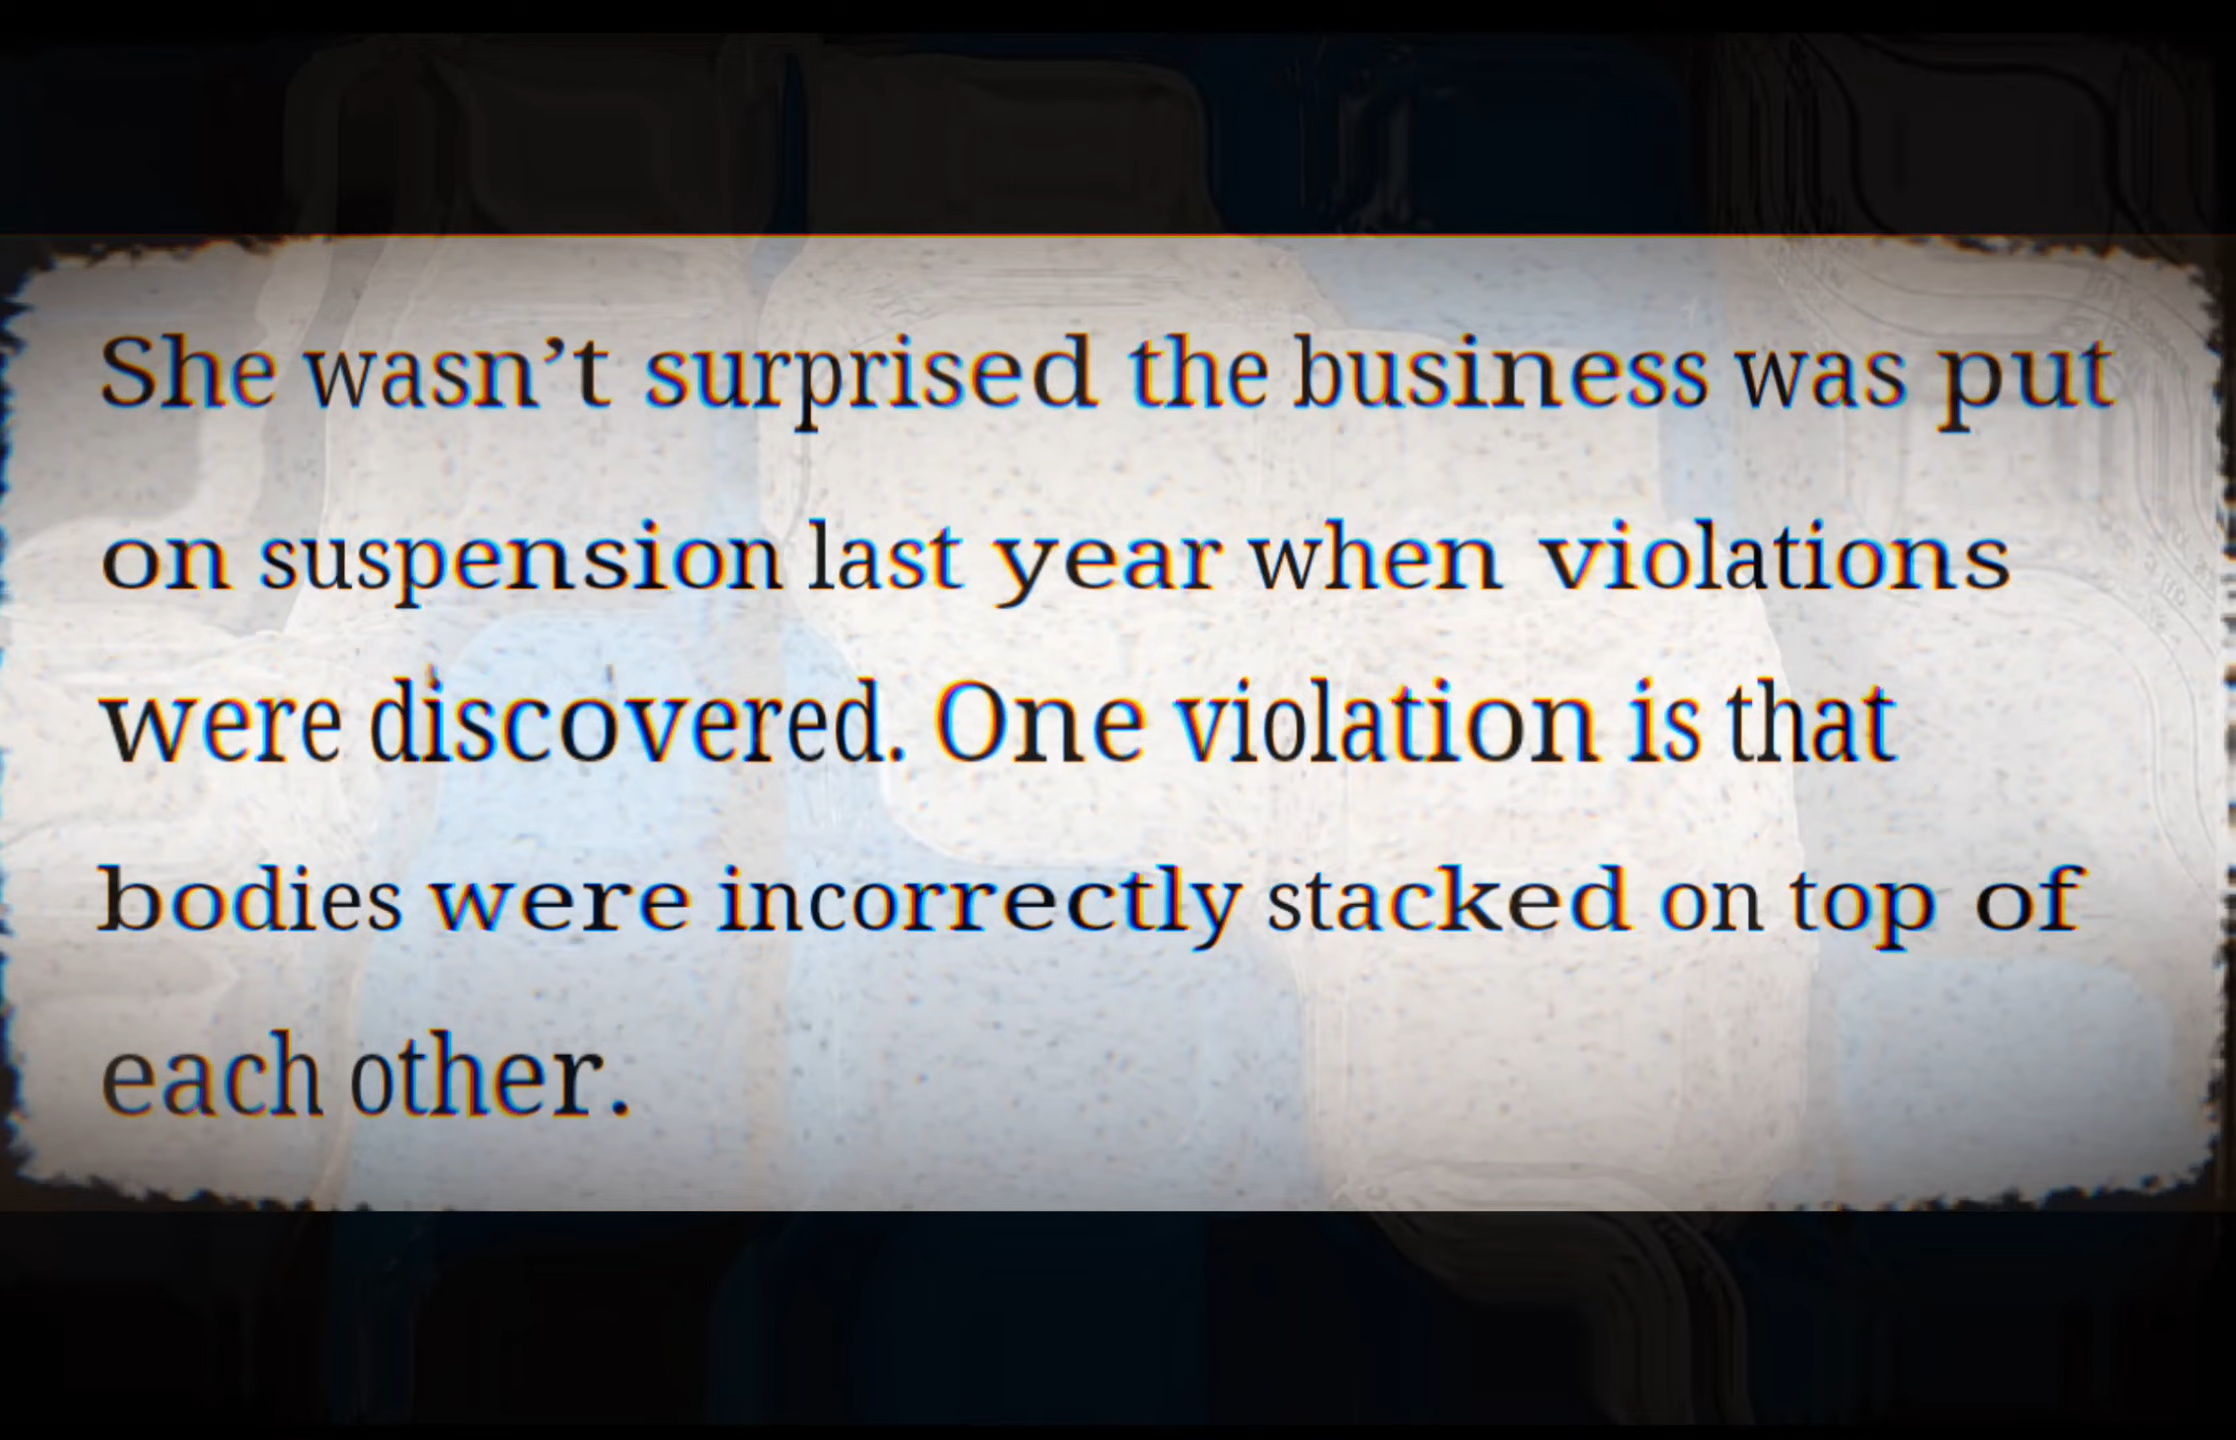 She wasn’t surprised the business was put
on suspension last year when violations
were discovered. One violation is that
bodies were incorrectly stacked on top of
each other.